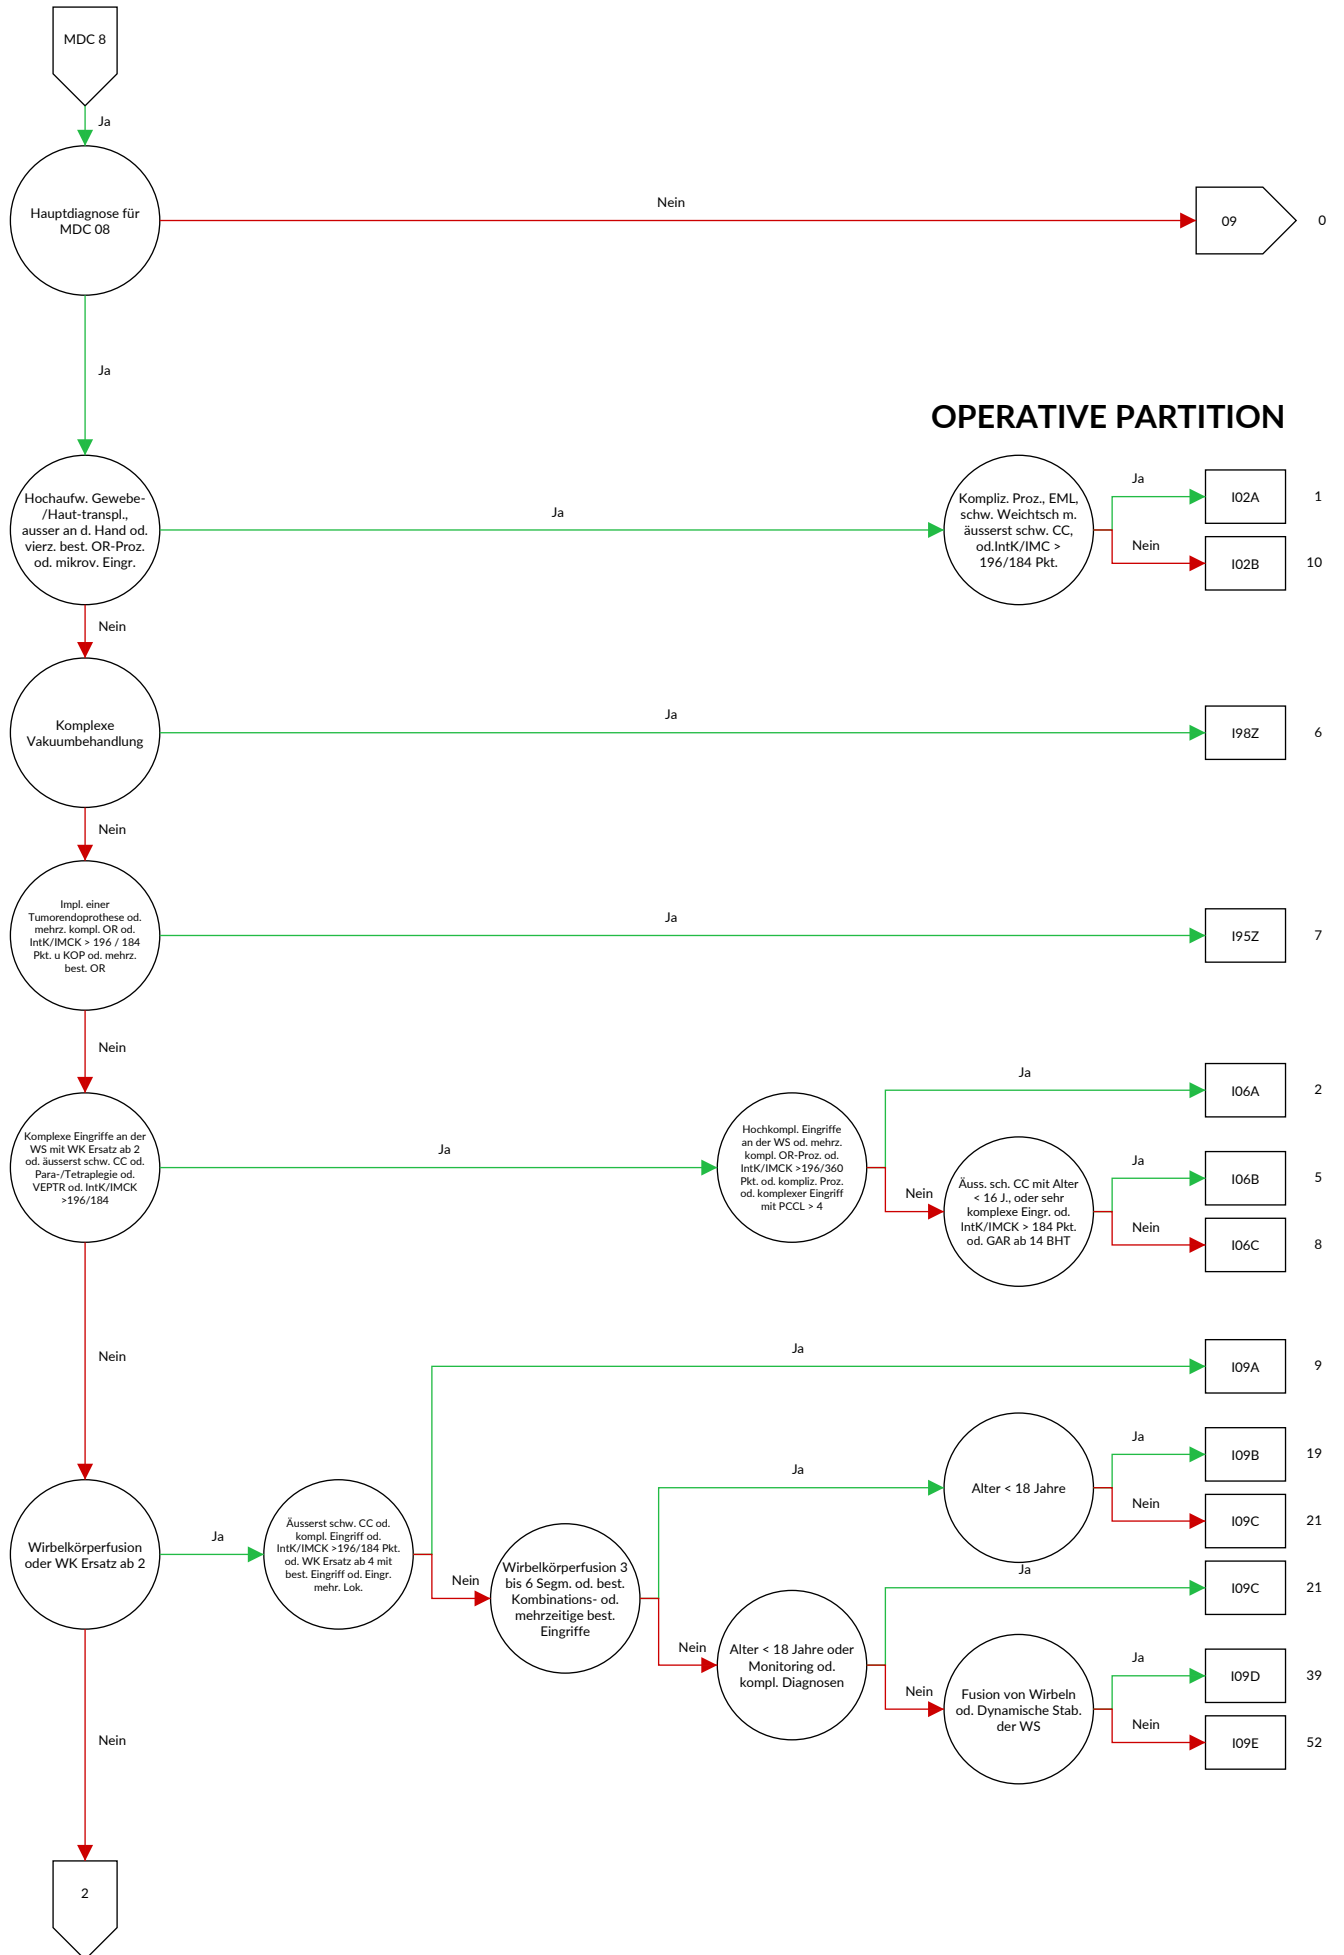 MDC 8
Ja
Hauptdiagnose für
MDC 08
Nein
09
0
Ja
OPERATIVE PARTITION
Hochaufw. Gewebe-
/Haut-transpl.,
ausser an d. Hand od.
vierz. best. OR-Proz.
od. mikrov. Eingr.
Ja
Kompliz. Proz., EML,
schw. Weichtsch m.
äusserst schw. CC,
od.IntK/IMC >
196/184 Pkt.
Ja
I02A
1
Nein
I02B
10
Nein
Komplexe
Vakuumbehandlung
Ja
I98Z
6
Nein
Impl. einer
Tumorendoprothese od.
mehrz. kompl. OR od.
IntK/IMCK > 196 / 184
Pkt. u KOP od. mehrz.
best. OR
Ja
I95Z
7
Nein
Komplexe Eingriffe an der
WS mit WK Ersatz ab 2
od. äusserst schw. CC od.
Para-/Tetraplegie od.
VEPTR od. IntK/IMCK
>196/184
Ja
Hochkompl. Eingriffe
an der WS od. mehrz.
kompl. OR-Proz. od.
IntK/IMCK >196/360
Pkt. od. kompliz. Proz.
od. komplexer Eingriff
mit PCCL > 4
Ja
I06A
2
Nein
Äuss. sch. CC mit Alter
< 16 J., oder sehr
komplexe Eingr. od.
IntK/IMCK > 184 Pkt.
od. GAR ab 14 BHT
Ja
I06B
5
Nein
I06C
8
Nein
Wirbelkörperfusion
oder WK Ersatz ab 2
Ja
Äusserst schw. CC od.
kompl. Eingriff od.
IntK/IMCK >196/184 Pkt.
od. WK Ersatz ab 4 mit
best. Eingriff od. Eingr.
mehr. Lok.
Ja
I09A
9
Nein
Wirbelkörperfusion 3
bis 6 Segm. od. best.
Kombinations- od.
mehrzeitige best.
Eingriffe
Ja
Alter < 18 Jahre
Ja
I09B
19
Nein
I09C
21
Nein
Alter < 18 Jahre oder
Monitoring od.
kompl. Diagnosen
Ja
I09C
21
Nein
Fusion von Wirbeln
od. Dynamische Stab.
der WS
Ja
I09D
39
Nein
I09E
52
Nein
2